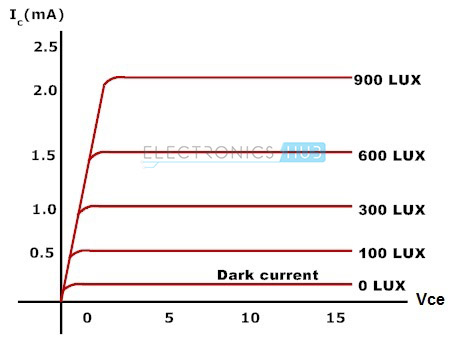 Ic(mA)
2.5
2.0
1.5
1.0
0.5
900 LUX
ELECTRONICS HUB
600 LUX
300 LUX
100 LUX
Dark current
0 LUX
Vce
0 5 10 15